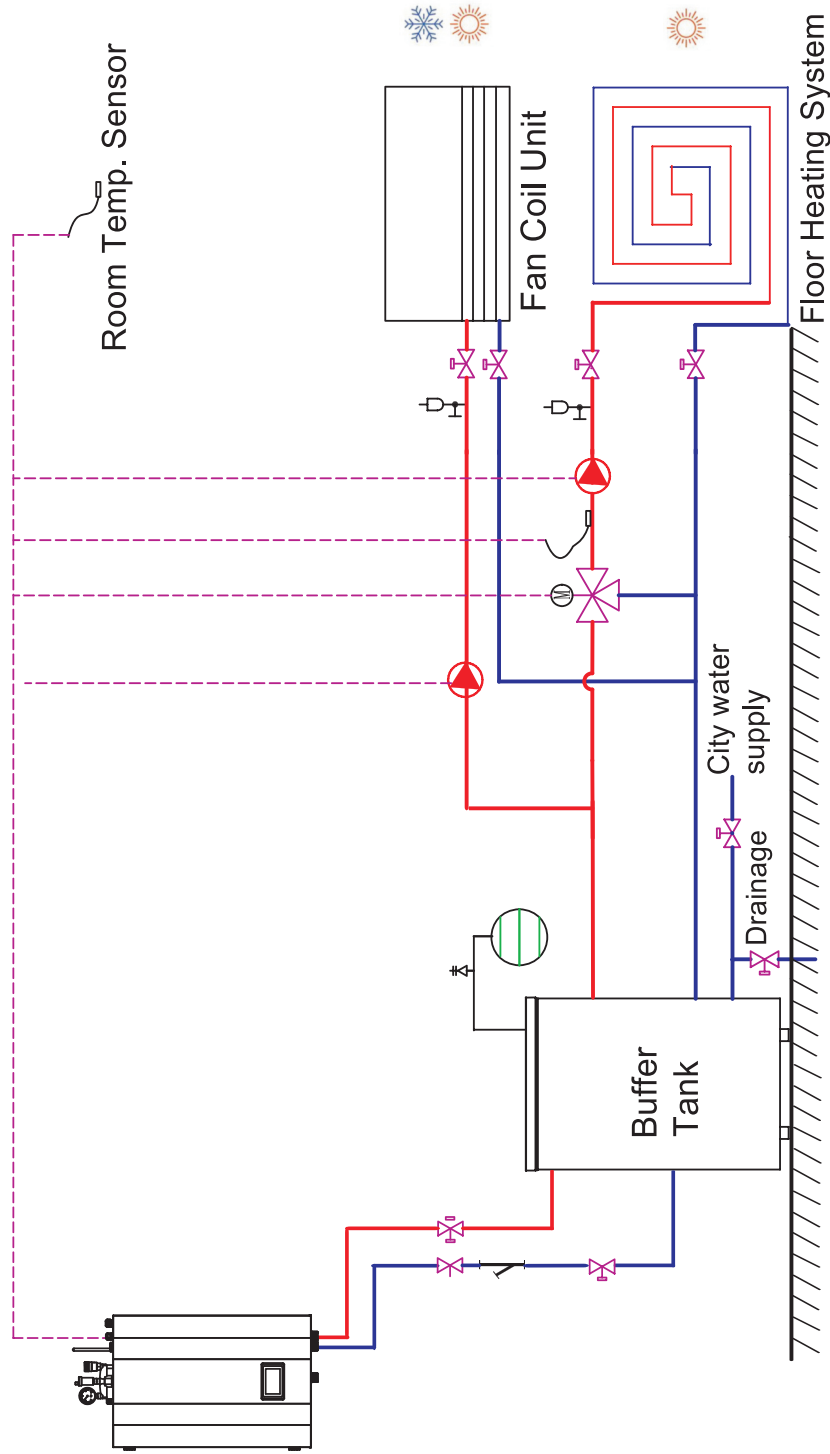 Room Temp. Sensor
Fan Coil Unit
Floor Heating System
M
City water
supply
Drainage
Buffer
Tank